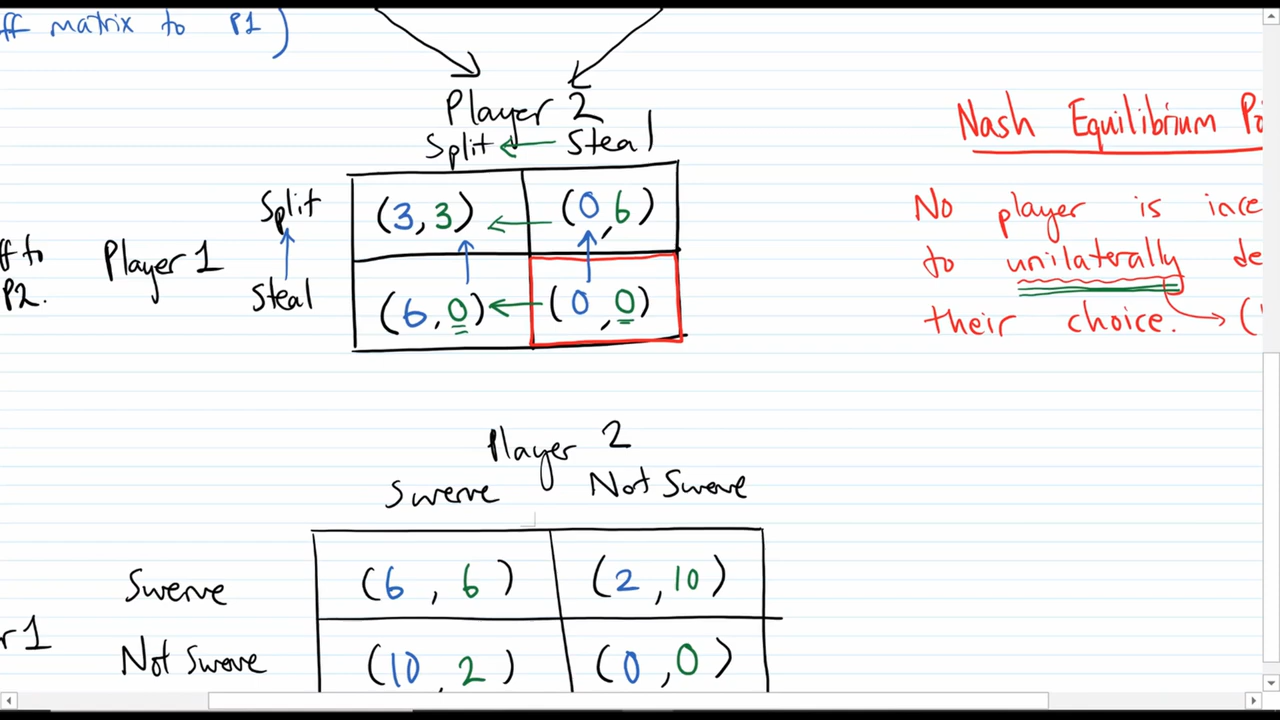 ff matrix to P1)
Player 2
Split Steal
Split (3,3) (0,6)
ff to
P2.
Player 1
Steal (6,0) (0,0)
Nash Equilibrium
No player is
to unilaterally
their choice. → (
Player 2
Swerve Not Swerve
Swerve (6, 6) (2,10)
r 1
Not Swerve (10, 2) (0,0)